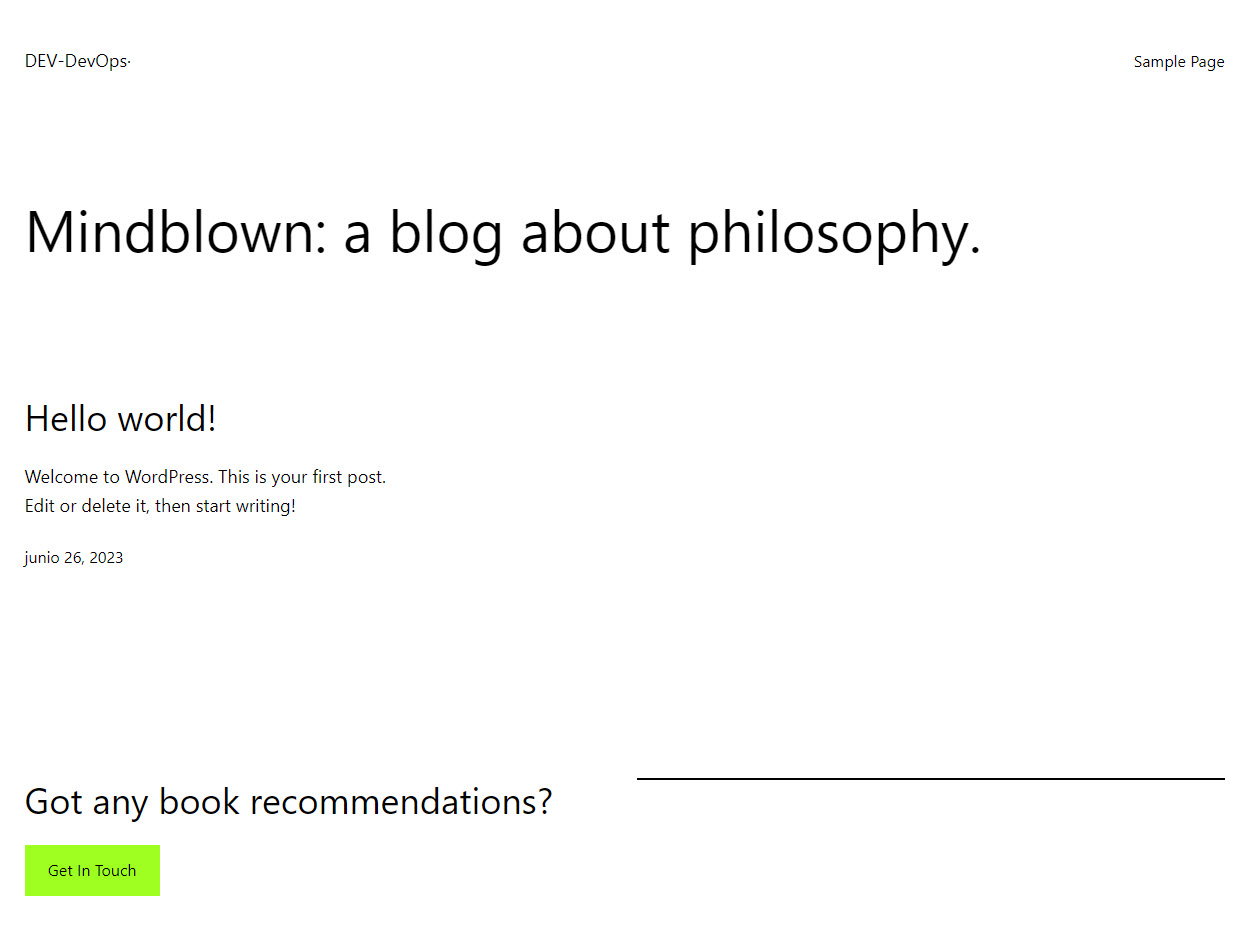 DEV-DevOps·
Sample Page
Mindblown: a blog about philosophy.
Hello world!
Welcome to WordPress. This is your first post.
Edit or delete it, then start writing!
junio 26, 2023
Got any book recommendations?
Get In Touch